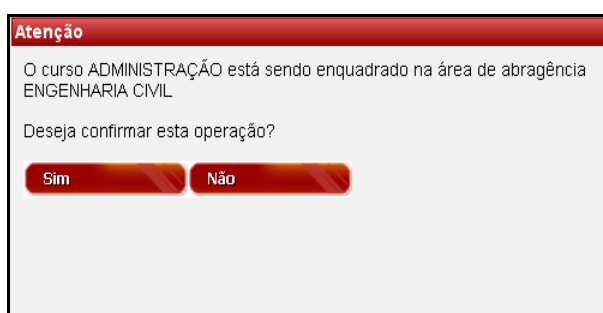 Atenção
O curso ADMINISTRAÇÃO está sendo enquadrado na área de abragência
ENGENHARIA CIVIL
Deseja confirmar esta operação?
Sim Não